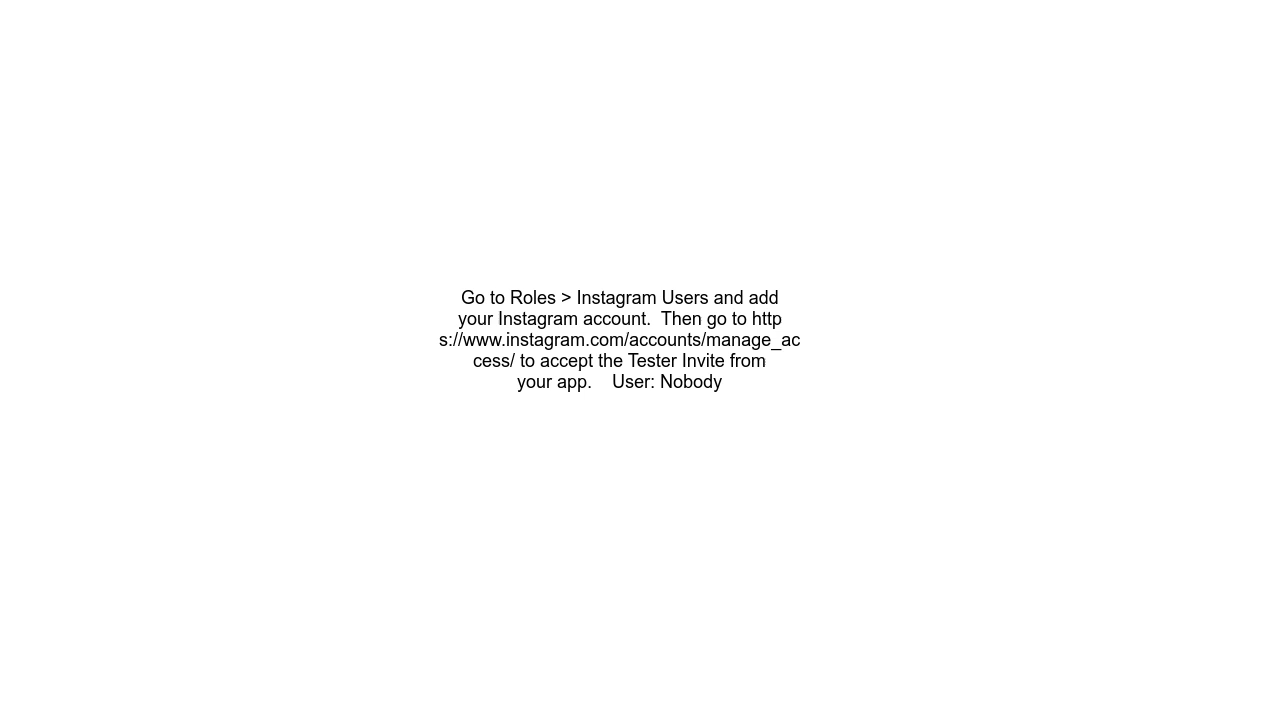 Go to Roles > Instagram Users and add
your Instagram account.  Then go to http
s://www.instagram.com/accounts/manage_ac
cess/ to accept the Tester Invite from
your app.    User: Nobody